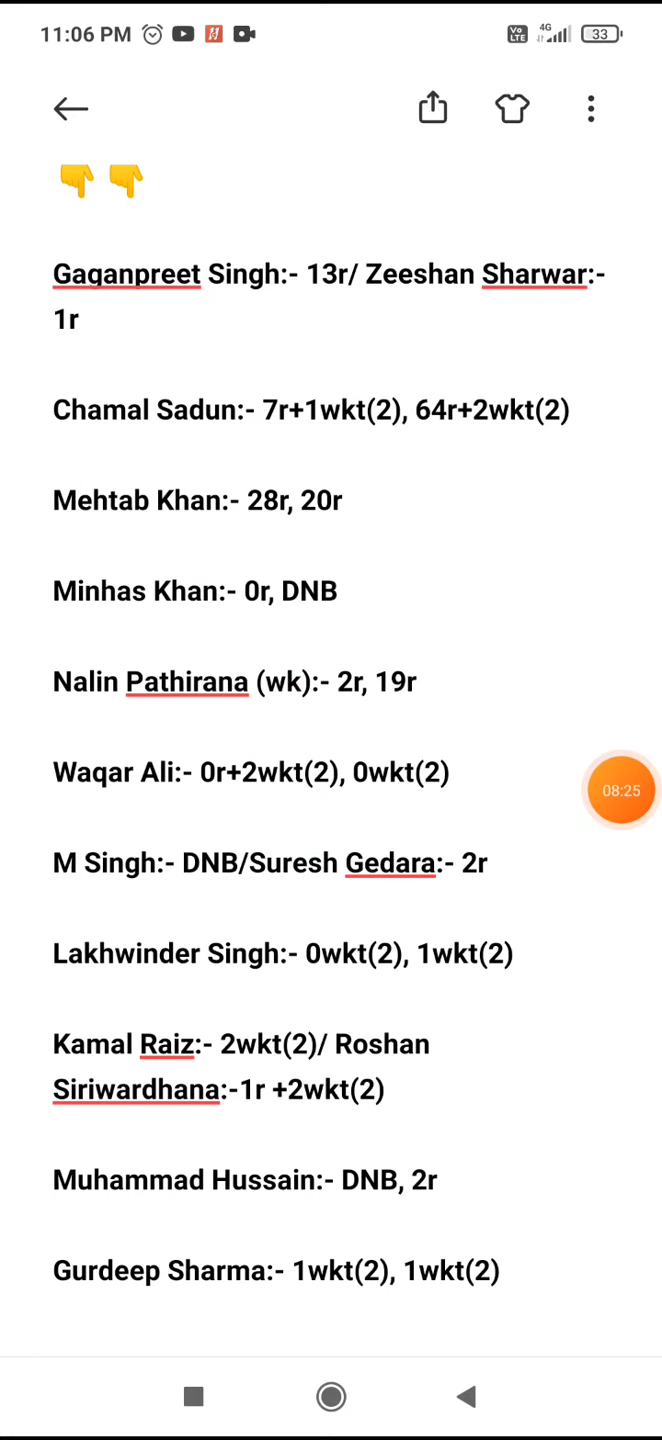 11:06 PM
Vo LTE 4G 33
👇 👇
Gaganpreet Singh:- 13r/ Zeeshan Sharwar:-
1r
Chamal Sadun:- 7r+1wkt(2), 64r+2wkt(2)
Mehtab Khan:- 28r, 20r
Minhas Khan:- 0r, DNB
Nalin Pathirana (wk):- 2r, 19r
Waqar Ali:- 0r+2wkt(2), 0wkt(2)
08:25
M Singh:- DNB/Suresh Gedara:- 2r
Lakhwinder Singh:- 0wkt(2), 1wkt(2)
Kamal Raiz:- 2wkt(2)/ Roshan
Siriwardhana:-1r +2wkt(2)
Muhammad Hussain:- DNB, 2r
Gurdeep Sharma:- 1wkt(2), 1wkt(2)